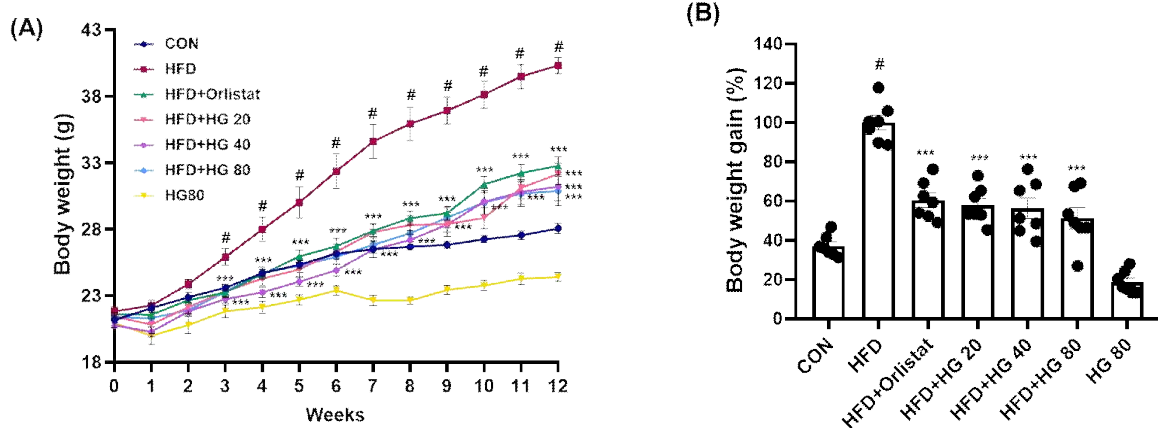 (A)
43
38
33
28
23
18
Body weight (g)
CON
HFD
HFD+Orlistat
HFD+HG 20
HFD+HG 40
HFD+HG 80
HG80
# # # # # # # # # #
*** *** *** *** *** *** *** ***
*** *** *** *** *** *** *** *** *** *** ***
0 1 2 3 4 5 6 7 8 9 10 11 12
Weeks
(B)
140
120
100
80
60
40
20
0
Body weight gain (%)
#
*** *** *** ***
CON
HFD
HFD+Orlistat
HFD+HG 20
HFD+HG 40
HFD+HG 80
HG 80